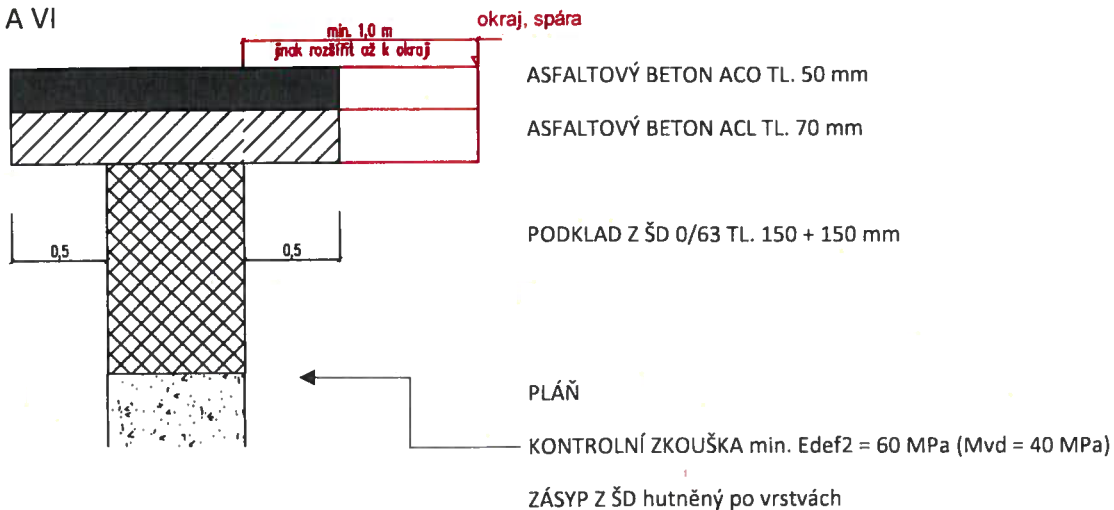 A VI
okraj, spára
min. 1,0 m
jinak rozšířit až k okraji
ASFALTOVÝ BETON ACO TL. 50 mm
ASFALTOVÝ BETON ACL TL. 70 mm
PODKLAD Z ŠD 0/63 TL. 150 + 150 mm
0,5
0,5
PLÁŇ
KONTROLNÍ ZKOUŠKA min. Edef2 = 60 MPa (Mvd = 40 MPa)
ZÁSYP Z ŠD hutněný po vrstvách